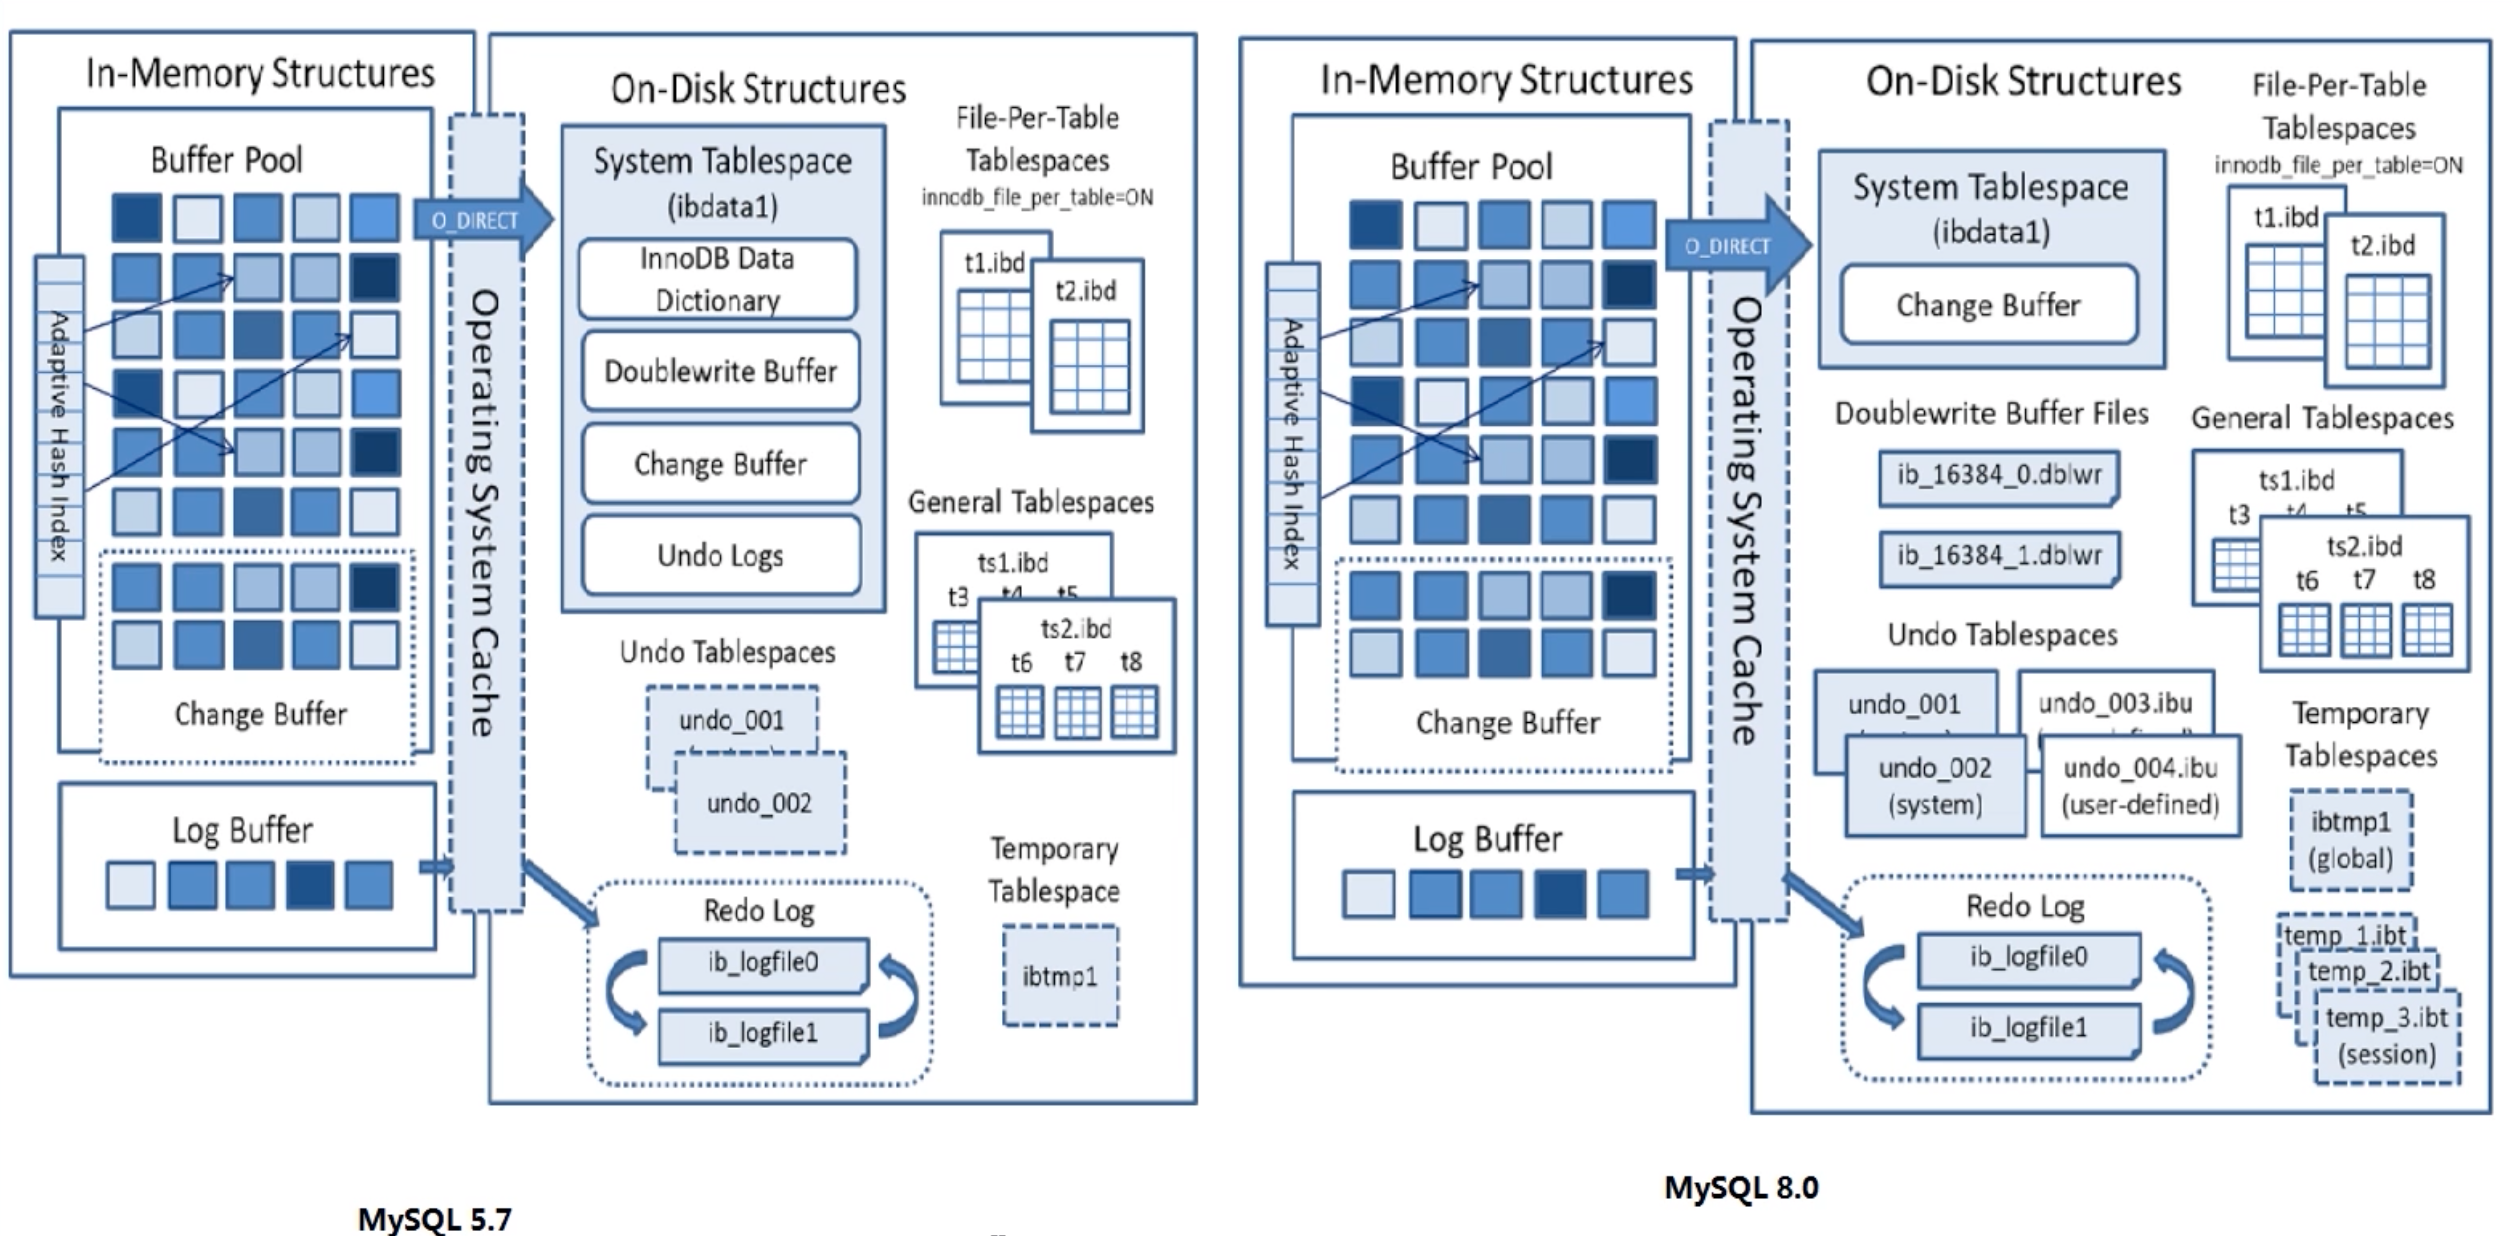 In-Memory Structures
Buffer Pool
Adaptive Hash Index
Change Buffer
Log Buffer
O_DIRECT
Operating System Cache
On-Disk Structures
System Tablespace
(ibdata1)
InnoDB Data
Dictionary
Doublewrite Buffer
Change Buffer
Undo Logs
Undo Tablespaces
undo_001
undo_002
Redo Log
ib_logfile0
ib_logfile1
File-Per-Table
Tablespaces
innodb_file_per_table=ON
t1.ibd
t2.ibd
General Tablespaces
ts1.ibd
t3 t4 t5
ts2.ibd
t6 t7 t8
Temporary
Tablespace
ibtmp1
MySQL 5.7
In-Memory Structures
Buffer Pool
Adaptive Hash Index
Change Buffer
Log Buffer
O_DIRECT
Operating System Cache
On-Disk Structures
System Tablespace
(ibdata1)
Change Buffer
Doublewrite Buffer Files
ib_16384_0.dblwr
ib_16384_1.dblwr
Undo Tablespaces
undo_001
undo_002
(system)
undo_003.ibu
undo_004.ibu
(user-defined)
Redo Log
ib_logfile0
ib_logfile1
File-Per-Table
Tablespaces
innodb_file_per_table=ON
t1.ibd
t2.ibd
General Tablespaces
ts1.ibd
t3 t4 t5
ts2.ibd
t6 t7 t8
Temporary
Tablespaces
ibtmp1
(global)
temp_1.ibt
temp_2.ibt
temp_3.ibt
(session)
MySQL 8.0